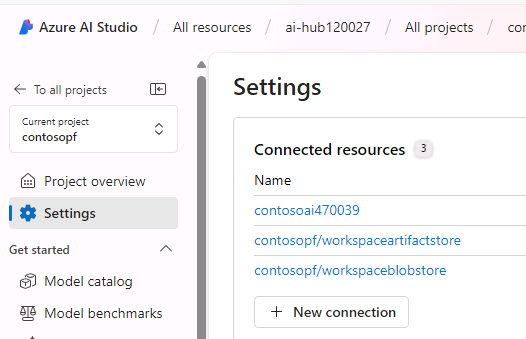 Azure AI Studio / All resources / ai-hub120027 / All projects /
To all projects
Current project
contosopf
Project overview
Settings
Get started
Model catalog
Model benchmarks
Settings
Connected resources 3
Name
contosoai470039
contosopf/workspaceartifactstore
contosopf/workspaceblobstore
+ New connection